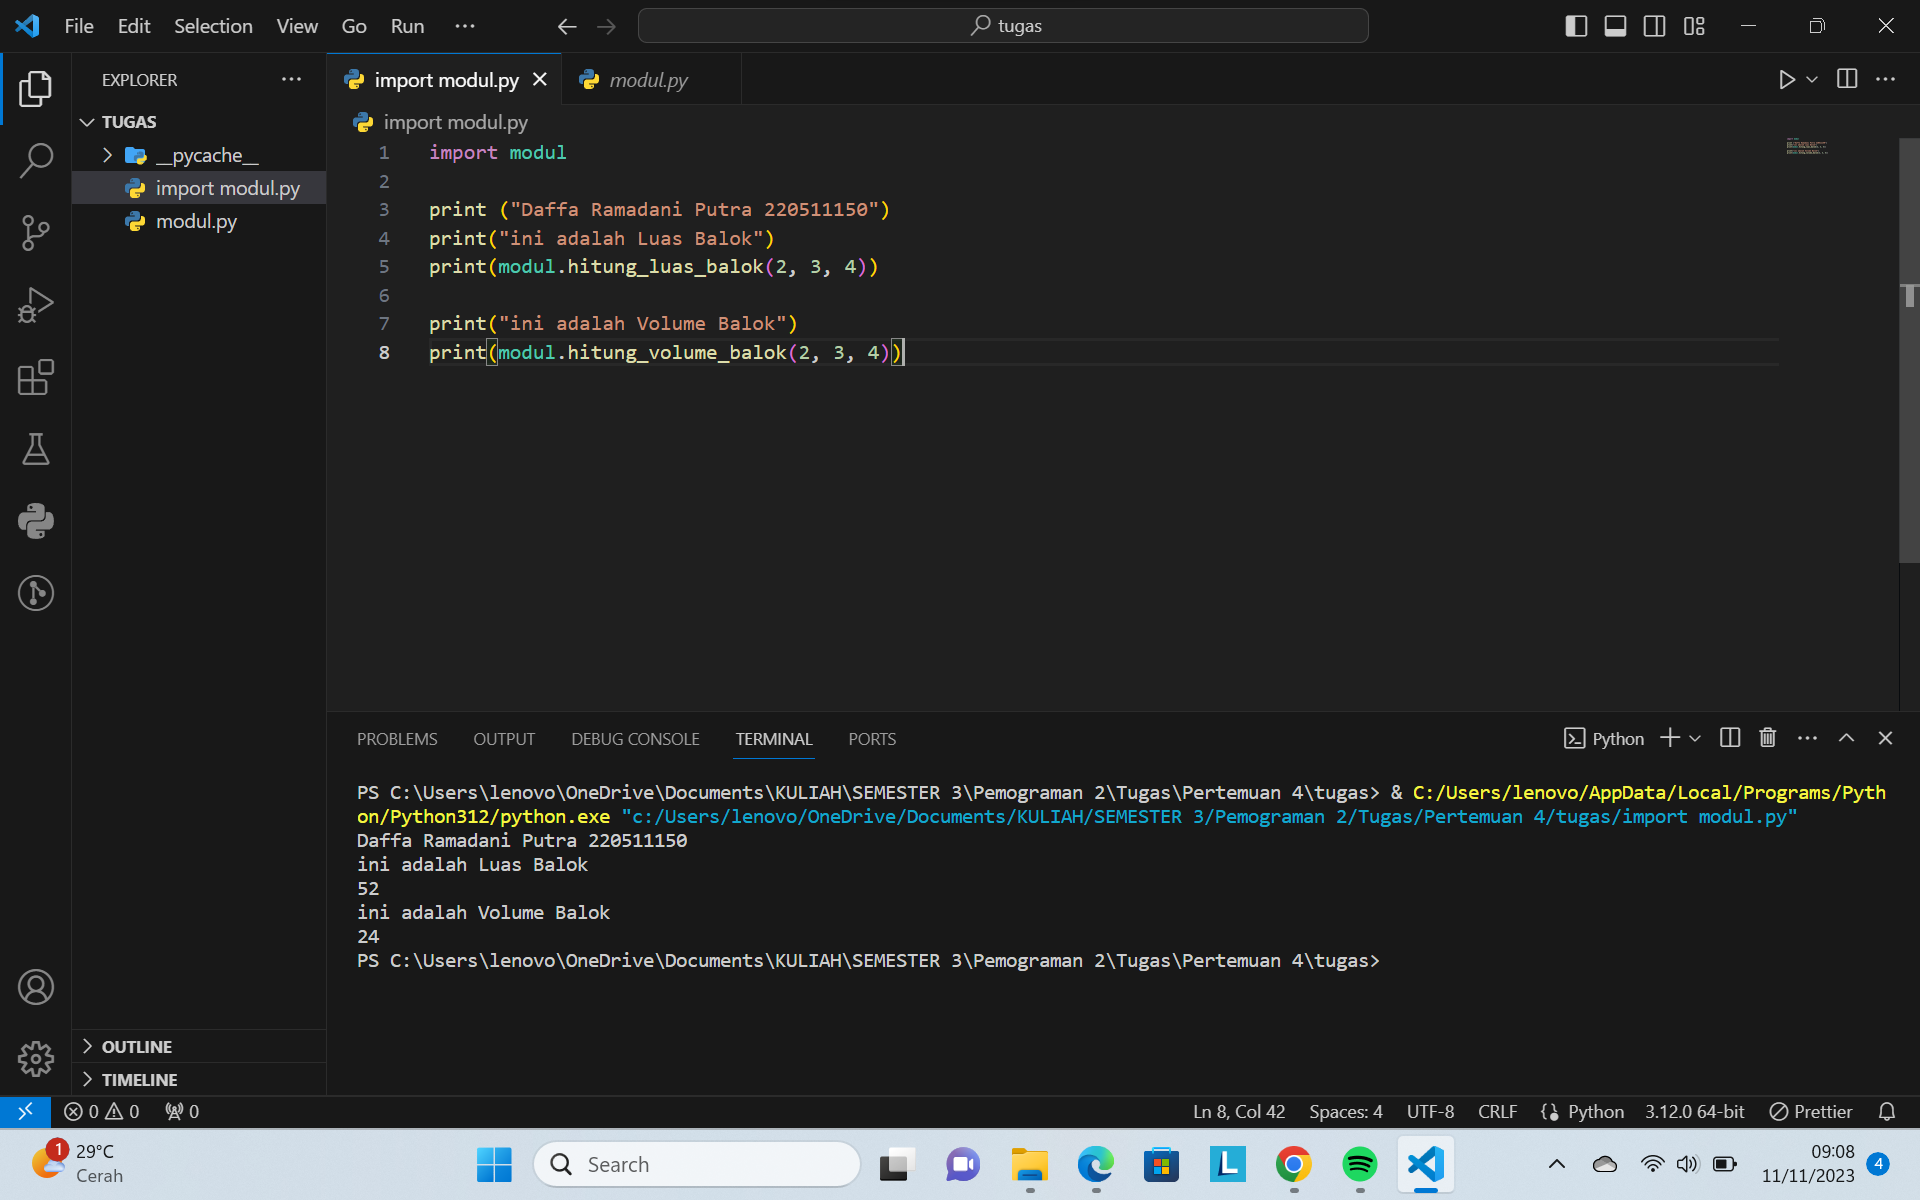 File Edit Selection View Go Run ··· tugas
EXPLORER ···
import modul.py modul.py
TUGAS
__pycache__
import modul.py
modul.py
import modul.py
1 import modul
2
3 print ("Daffa Ramadani Putra 220511150")
4 print("ini adalah Luas Balok")
5 print(modul.hitung_luas_balok(2, 3, 4))
6
7 print("ini adalah Volume Balok")
8 print(modul.hitung_volume_balok(2, 3, 4))
PROBLEMS OUTPUT DEBUG CONSOLE TERMINAL PORTS Python
PS C:\Users\lenovo\OneDrive\Documents\KULIAH\SEMESTER 3\Pemograman 2\Tugas\Pertemuan 4\tugas> & C:/Users/lenovo/AppData/Local/Programs/Pyth
on/Python312/python.exe "c:/Users/lenovo/OneDrive/Documents/KULIAH/SEMESTER 3/Pemograman 2/Tugas/Pertemuan 4/tugas/import modul.py"
Daffa Ramadani Putra 220511150
ini adalah Luas Balok
52
ini adalah Volume Balok
24
PS C:\Users\lenovo\OneDrive\Documents\KULIAH\SEMESTER 3\Pemograman 2\Tugas\Pertemuan 4\tugas>
OUTLINE
TIMELINE
0 0 0 Ln 8, Col 42 Spaces: 4 UTF-8 CRLF Python 3.12.0 64-bit Prettier
1 29°C
Cerah
Search
L
09:08
11/11/2023
4